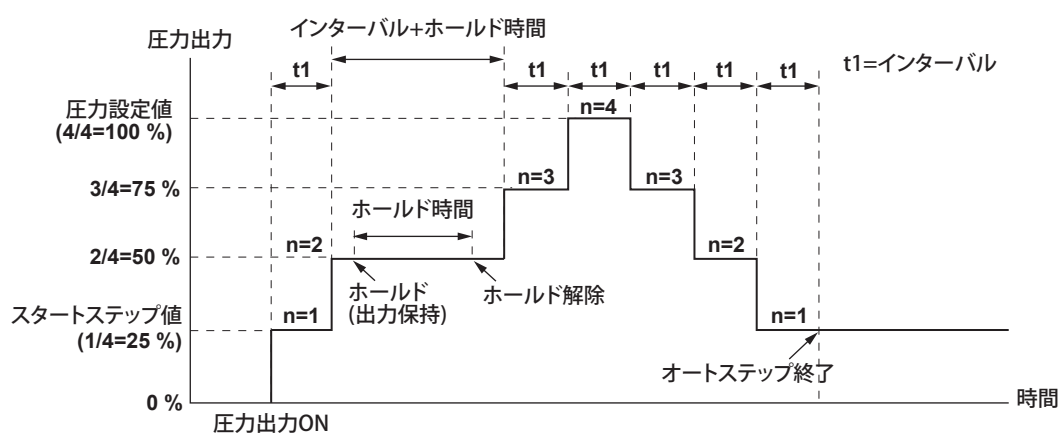 インターバル+ホールド時間
圧力出力
t1
t1
t1
t1
t1
t1
t1=インターバル
圧力設定値
(4/4=100 %)
n=4
3/4=75 %
n=3
n=3
ホールド時間
2/4=50 %
n=2
n=2
ホールド
(出力保持)
ホールド解除
スタートステップ値
(1/4=25 %)
n=1
n=1
オートステップ終了
0 %
時間
圧力出力ON